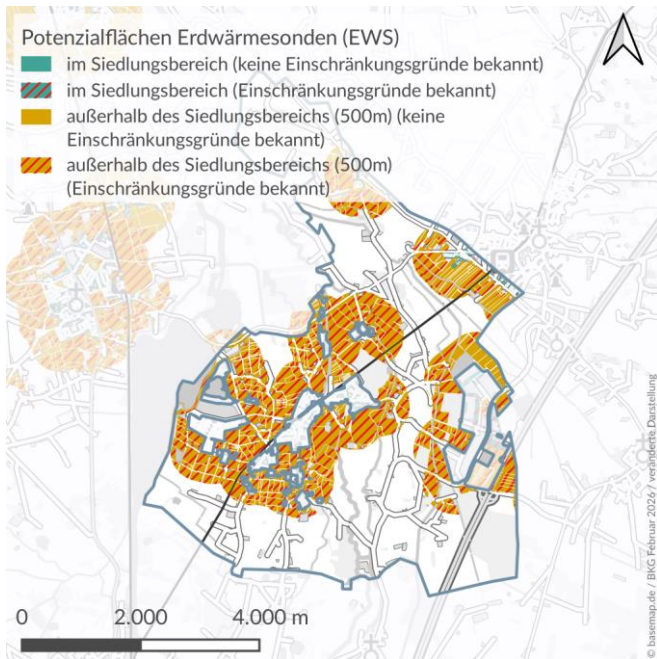 Potenzialflächen Erdwärmesonden (EWS)
im Siedlungsbereich (keine Einschränkungsgründe bekannt)
im Siedlungsbereich (Einschränkungsgründe bekannt)
außerhalb des Siedlungsbereichs (500m) (keine
Einschränkungsgründe bekannt)
außerhalb des Siedlungsbereichs (500m)
(Einschränkungsgründe bekannt)
© basemap.de / BKG Februar 2026 / veränderte Darstellung
0 2.000 4.000 m